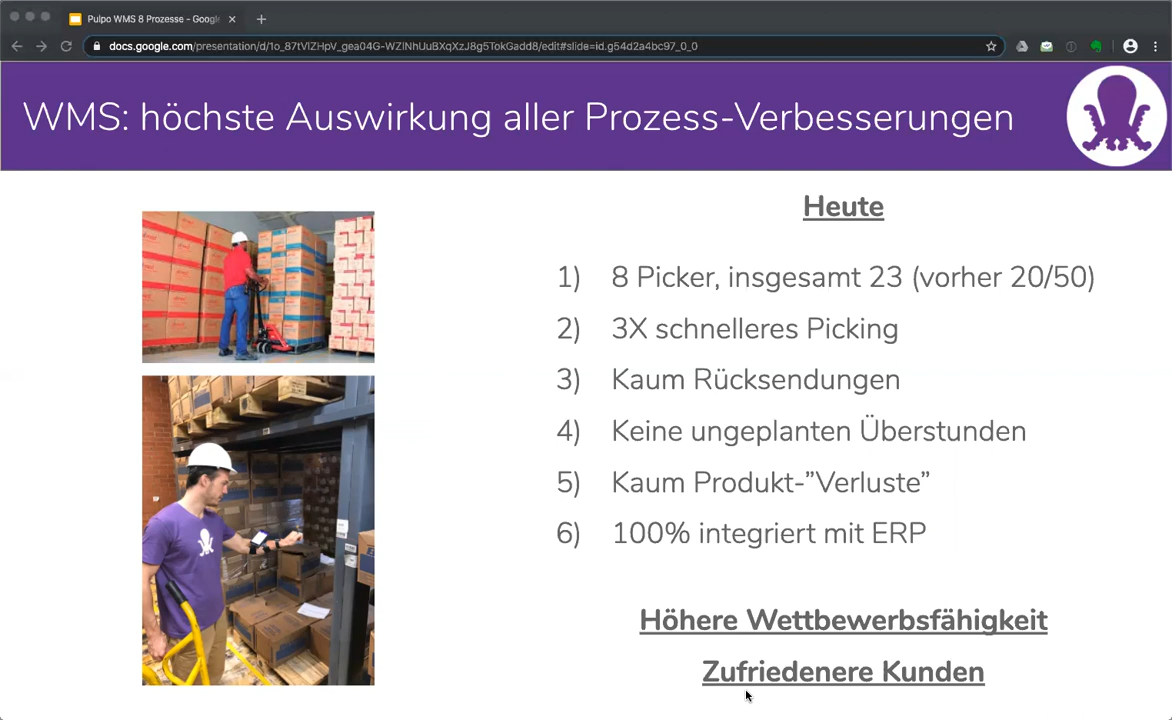 Pulpo WMS 8 Prozesse - Googl
docs.google.com/presentation/d/1o_87tVlZHpV_gea04G-WZlNhUuBXqXzJ8g5TokGadd8/edit#slide=id.g54d2a4bc97_0_0
WMS: höchste Auswirkung aller Prozess-Verbesserungen
Heute
1) 8 Picker, insgesamt 23 (vorher 20/50)
2) 3X schnelleres Picking
3) Kaum Rücksendungen
4) Keine ungeplanten Überstunden
5) Kaum Produkt-”Verluste”
6) 100% integriert mit ERP
Höhere Wettbewerbsfähigkeit
Zufriedenere Kunden